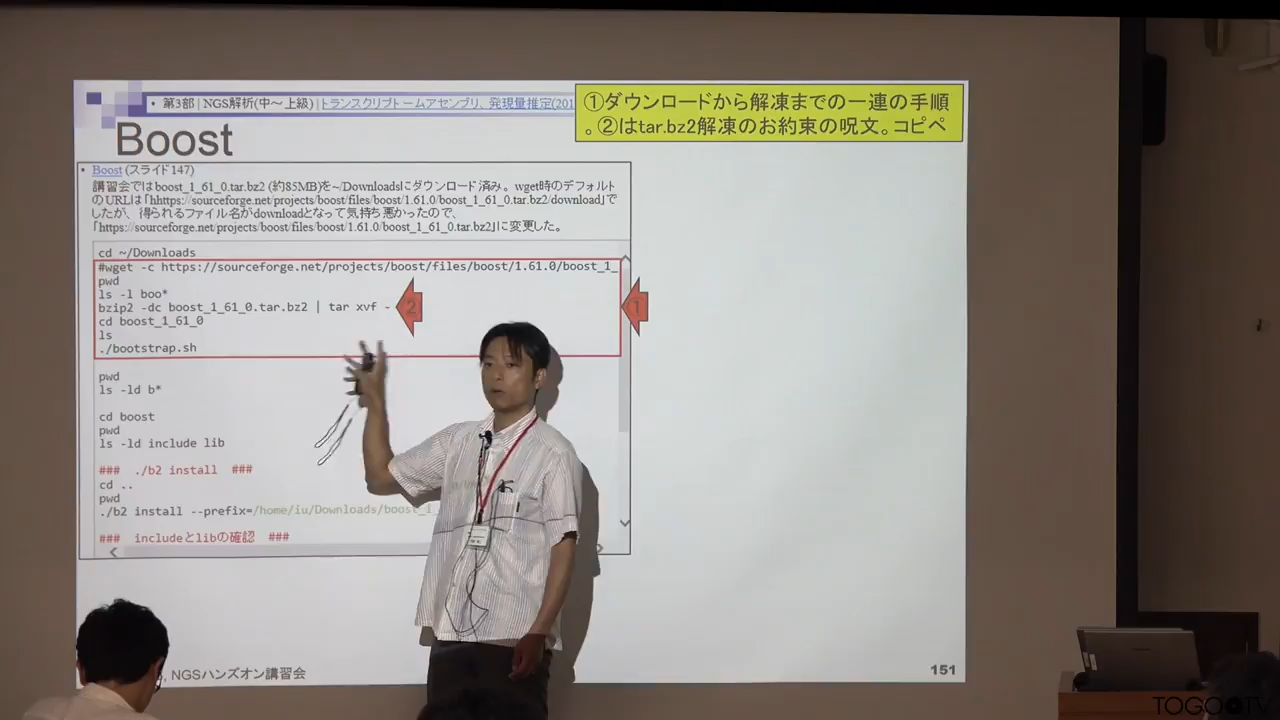 ・第3部 | NGS解析(中～上級) | トランスクリプトームアセンブリ、発現量推定(201
①ダウンロードから解凍までの一連の手順
。②はtar.bz2解凍のお約束の呪文。コピペ
Boost
• Boost (スライド147)
講習会ではboost_1_61_0.tar.bz2 (約85MB)を~/Downloadsにダウンロード済み。wget時のデフォルト
のURLは「hhttps://sourceforge.net/projects/boost/files/boost/1.61.0/boost_1_61_0.tar.bz2/download」で
したが、得られるファイル名がdownloadとなって気持ち悪かったので、
「https://sourceforge.net/projects/boost/files/boost/1.61.0/boost_1_61_0.tar.bz2」に変更した。
cd ~/Downloads
#wget -c https://sourceforge.net/projects/boost/files/boost/1.61.0/boost_1_
pwd
ls -l boo*
bzip2 -dc boost_1_61_0.tar.bz2 | tar xvf -
②
①
cd boost_1_61_0
ls
./bootstrap.sh
pwd
ls -ld b*
cd boost
pwd
ls -ld include lib
### ./b2 install ###
cd ..
pwd
./b2 install --prefix=/home/iu/Downloads/boost_1_
### includeとlibの確認 ###
, NGSハンズオン講習会
151
TOGOTV